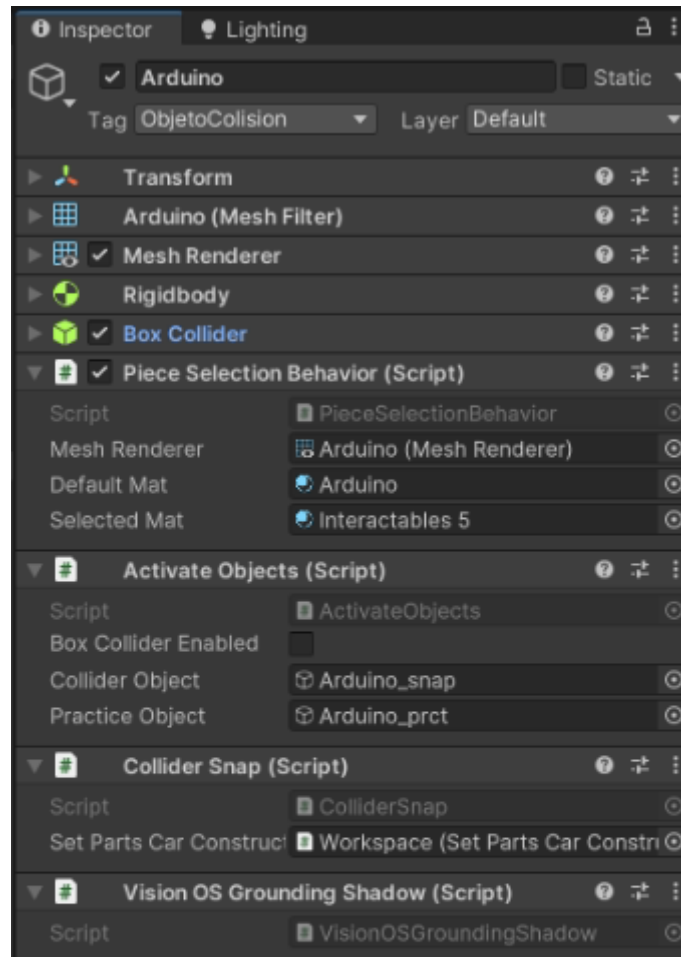 Inspector Lighting
Arduino Static
Tag ObjetoColision Layer Default
Transform
Arduino (Mesh Filter)
Mesh Renderer
Rigidbody
Box Collider
# Piece Selection Behavior (Script)
Script # PieceSelectionBehavior
Mesh Renderer Arduino (Mesh Renderer)
Default Mat Arduino
Selected Mat Interactables 5
# Activate Objects (Script)
Script # ActivateObjects
Box Collider Enabled
Collider Object Arduino_snap
Practice Object Arduino_prct
# Collider Snap (Script)
Script # ColliderSnap
Set Parts Car Construct # Workspace (Set Parts Car Constru
# Vision OS Grounding Shadow (Script)
Script # VisionOSGroundingShadow